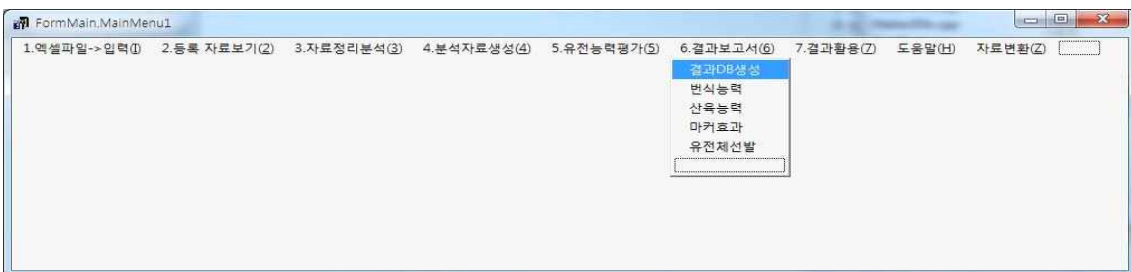 FormMain.MainMenu1
1.엑셀파일->입력(I) 2.등록 자료보기(2) 3.자료정리분석(3) 4.분석자료생성(4) 5.유전능력평가(5) 6.결과보고서(6) 7.결과활용(7) 도움말(H) 자료변환(Z)
결과DB생성
번식능력
산육능력
마커효과
유전체선발